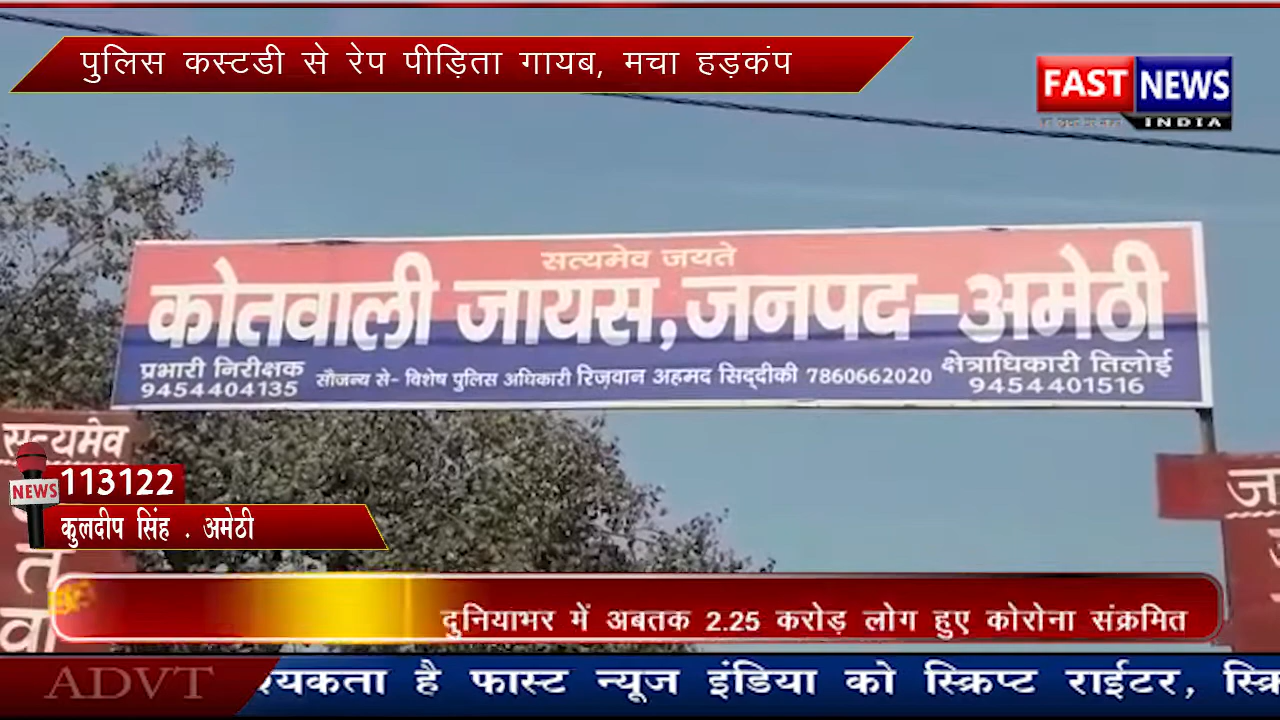 पुलिस कस्टडी से रेप पीड़िता गायब, मचा हड़कंप
FAST NEWS
INDIA
सत्यमेव जयते
कोतवाली जायस, जनपद-अमेठी
प्रभारी निरीक्षक
9454404135
सौजन्य से- विशेष पुलिस अधिकारी रिज़वान अहमद सिद्दीकी 7860662020
क्षेत्राधिकारी तिलोई
9454401516
सत्यमेव
NEWS
113122
कुलदीप सिंह . अमेठी
दुनियाभर में अबतक 2.25 करोड़ लोग हुए कोरोना संक्रमित
ADVT
श्यकता है फास्ट न्यूज इंडिया को स्क्रिप्ट राईटर,